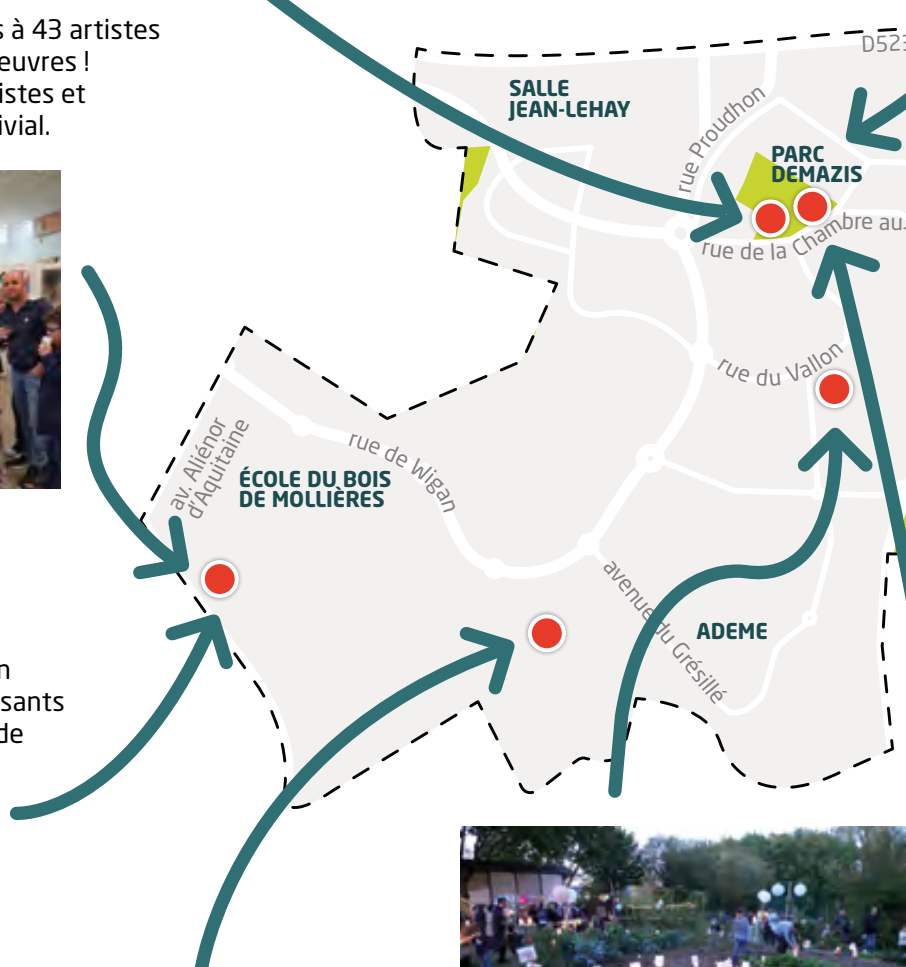 s à 43 artistes
euvres !
istes et
ivial.
D523
SALLE
JEAN-LEHAY
rue Proudhon
PARC
DEMAZIS
rue de la Chambre au
rue du Vallon
av. Aliénor
d'Aquitaine
rue de Wigan
ÉCOLE DU BOIS
DE MOLLIÈRES
avenue du Grésillé
ADEME
n
sants
de